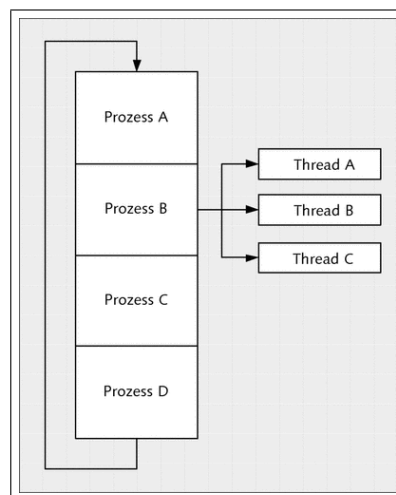 Prozess A
Thread A
Prozess B
Thread B
Thread C
Prozess C
Prozess D